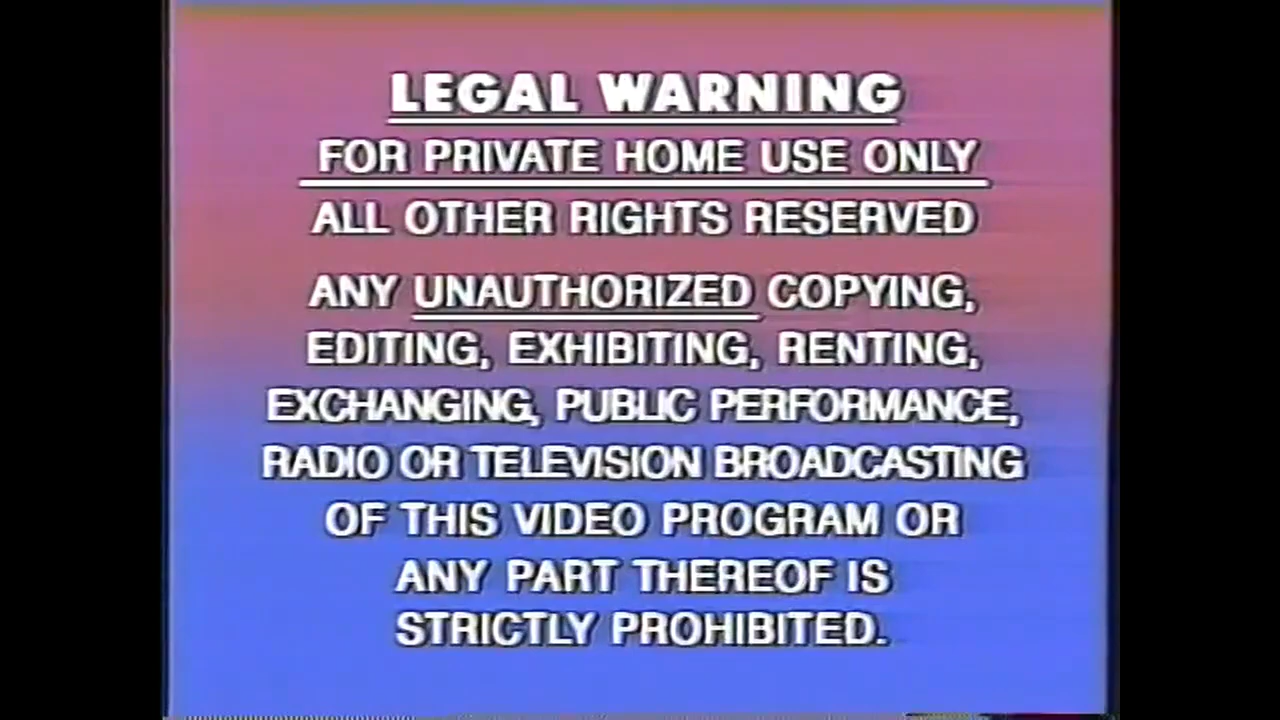 LEGAL WARNING
FOR PRIVATE HOME USE ONLY
ALL OTHER RIGHTS RESERVED
ANY UNAUTHORIZED COPYING,
EDITING, EXHIBITING, RENTING,
EXCHANGING, PUBLIC PERFORMANCE,
RADIO OR TELEVISION BROADCASTING
OF THIS VIDEO PROGRAM OR
ANY PART THEREOF IS
STRICTLY PROHIBITED.